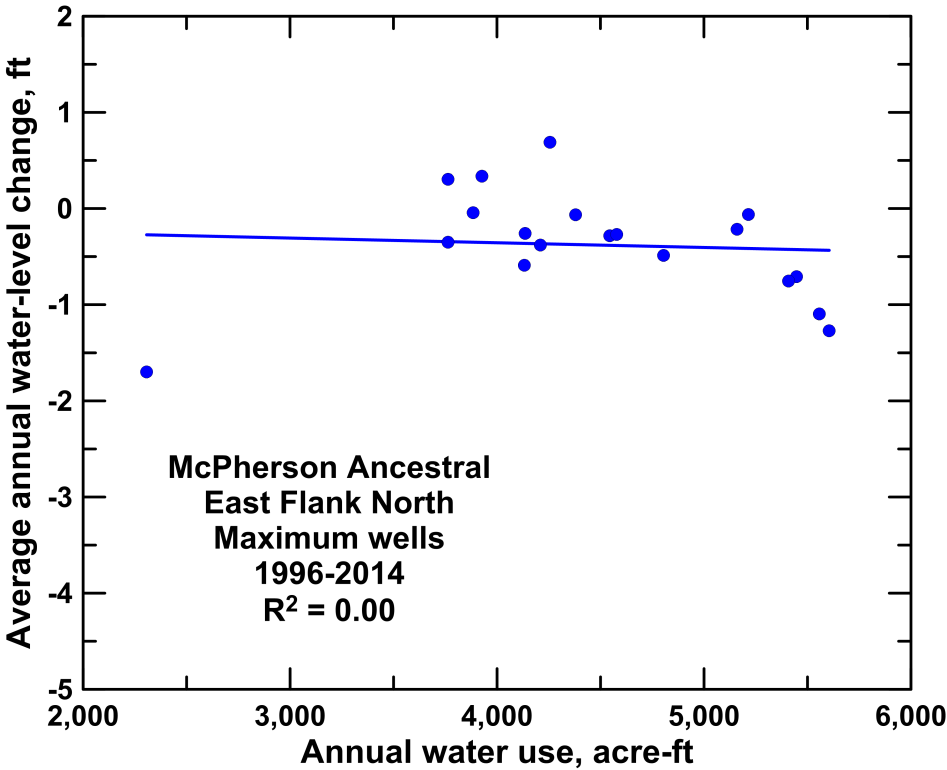 Average annual water-level change, ft
2
1
0
-1
-2
-3
-4
-5
McPherson Ancestral
East Flank North
Maximum wells
1996-2014
R² = 0.00
2,000 3,000 4,000 5,000 6,000
Annual water use, acre-ft